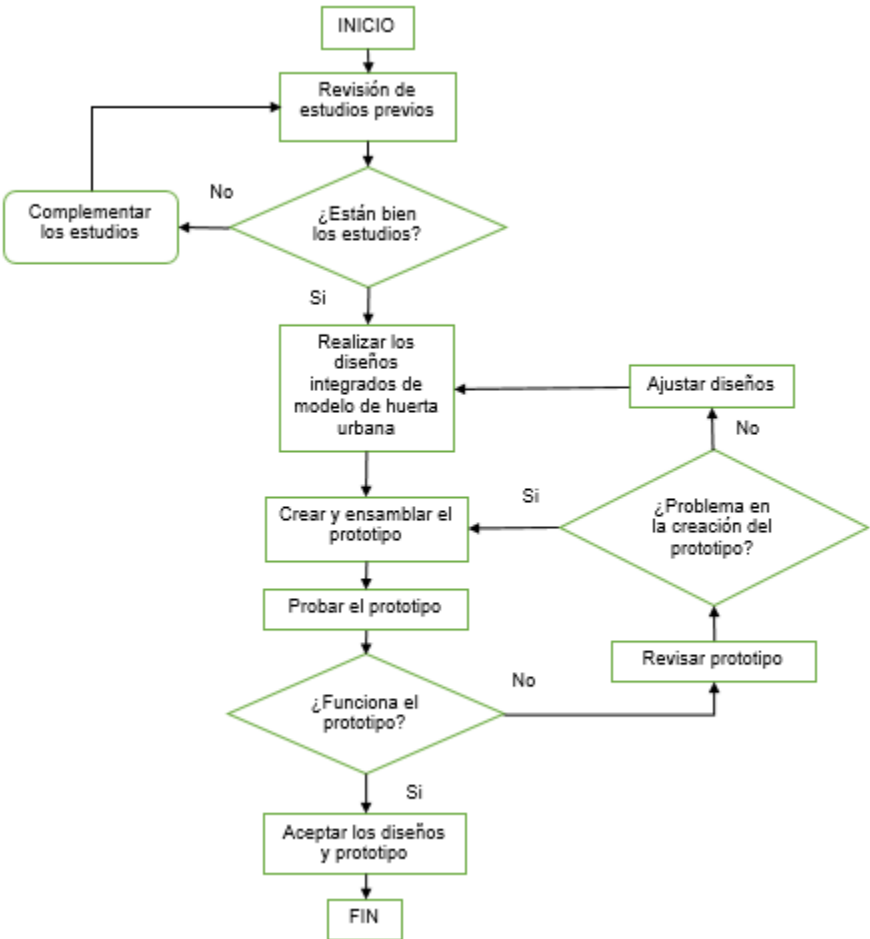 INICIO
Revisión de
estudios previos
No
Complementar
los estudios
¿Están bien
los estudios?
Si
Realizar los
diseños
integrados de
modelo de huerta
urbana
Ajustar diseños
No
Si
¿Problema en
la creación del
prototipo?
Crear y ensamblar el
prototipo
Probar el prototipo
Revisar prototipo
No
¿Funciona el
prototipo?
Si
Aceptar los diseños
y prototipo
FIN